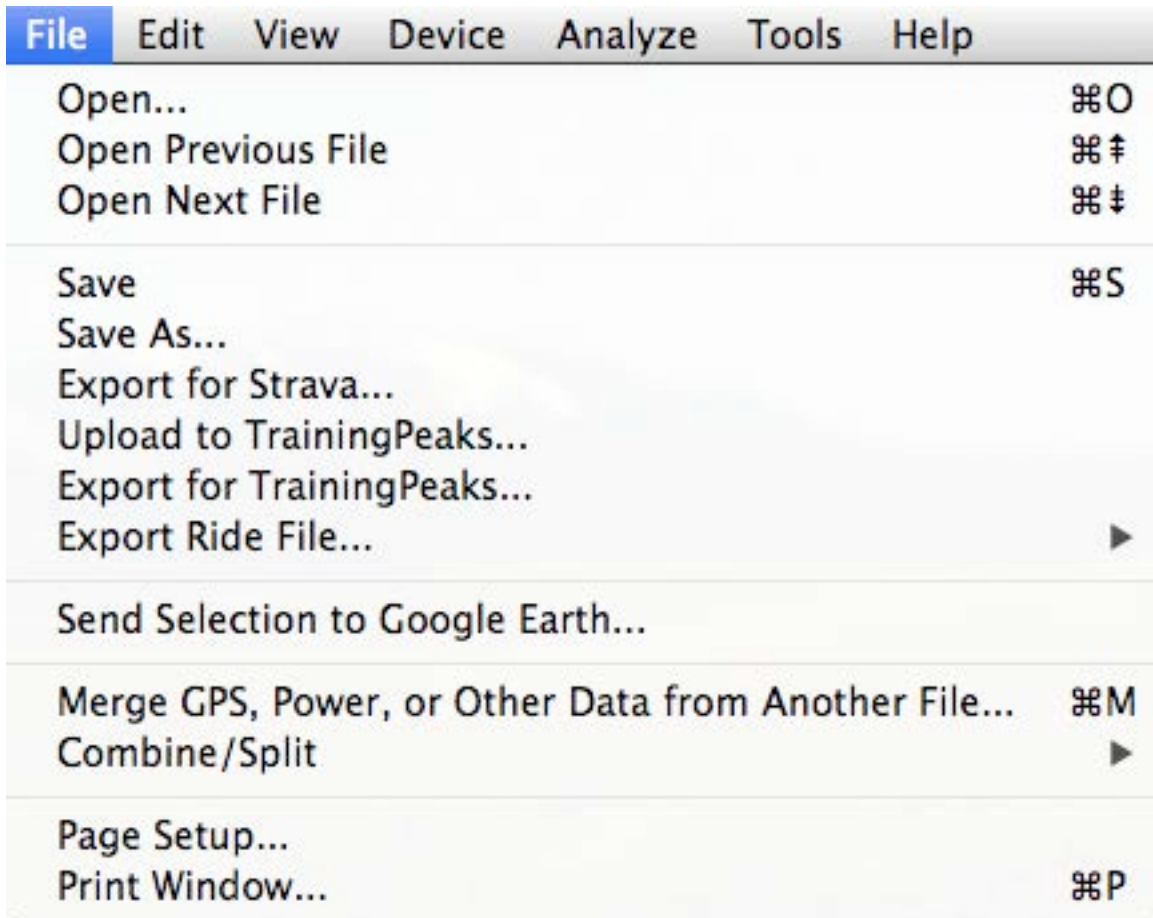 File Edit View Device Analyze Tools Help
Open... ⌘O
Open Previous File ⌘⇞
Open Next File ⌘⇟
Save ⌘S
Save As...
Export for Strava...
Upload to TrainingPeaks...
Export for TrainingPeaks...
Export Ride File... ▶
Send Selection to Google Earth...
Merge GPS, Power, or Other Data from Another File... ⌘M
Combine/Split ▶
Page Setup...
Print Window... ⌘P